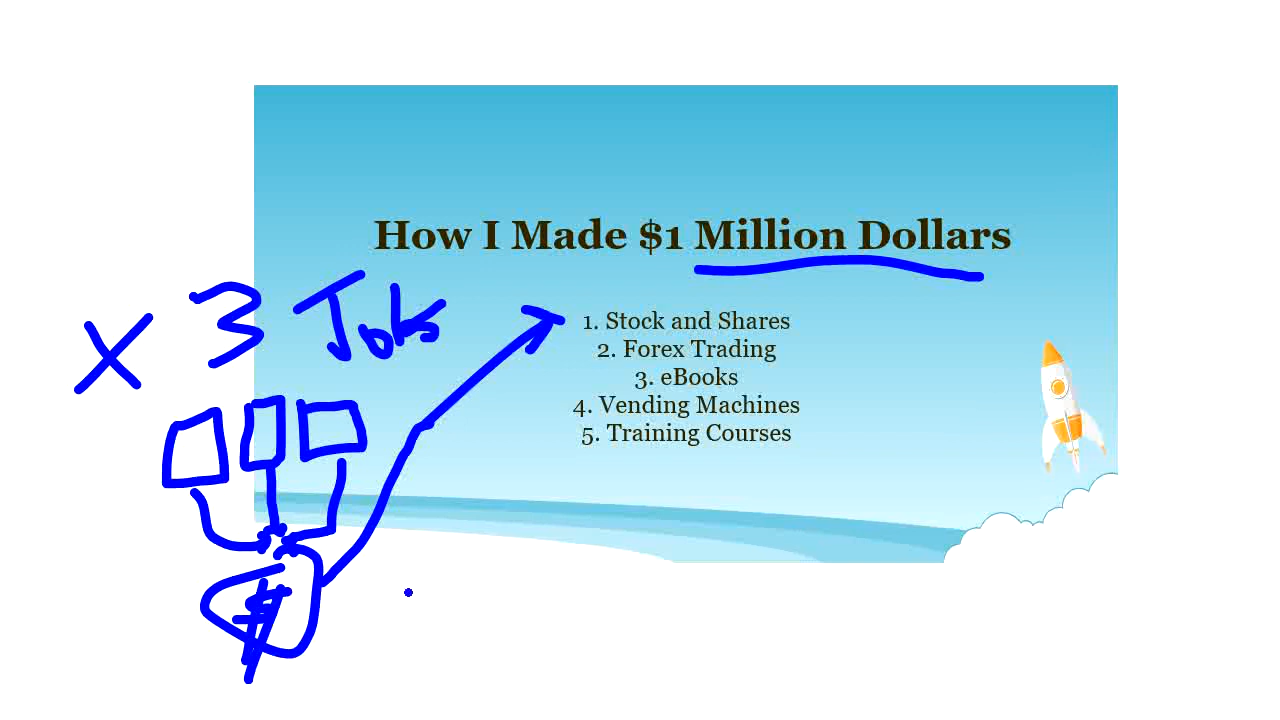 How I Made $1 Million Dollars
x 3 Jobs
1. Stock and Shares
2. Forex Trading
3. eBooks
4. Vending Machines
5. Training Courses
$